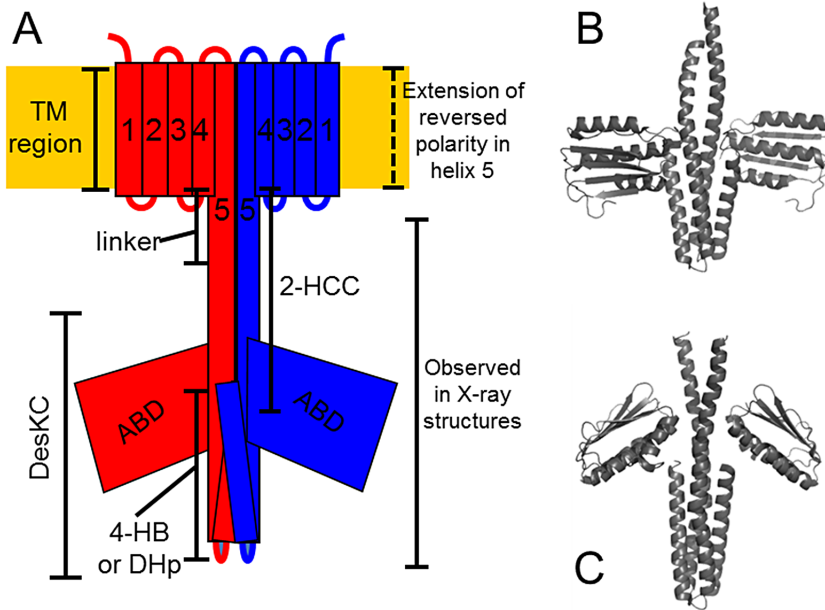 A
B
TM
region
1 2 3 4
4 3 2 1
Extension of
reversed
polarity in
helix 5
5 5
linker
2-HCC
DesKC
ABD
ABD
Observed
in X-ray
structures
4-HB
or DHp
C